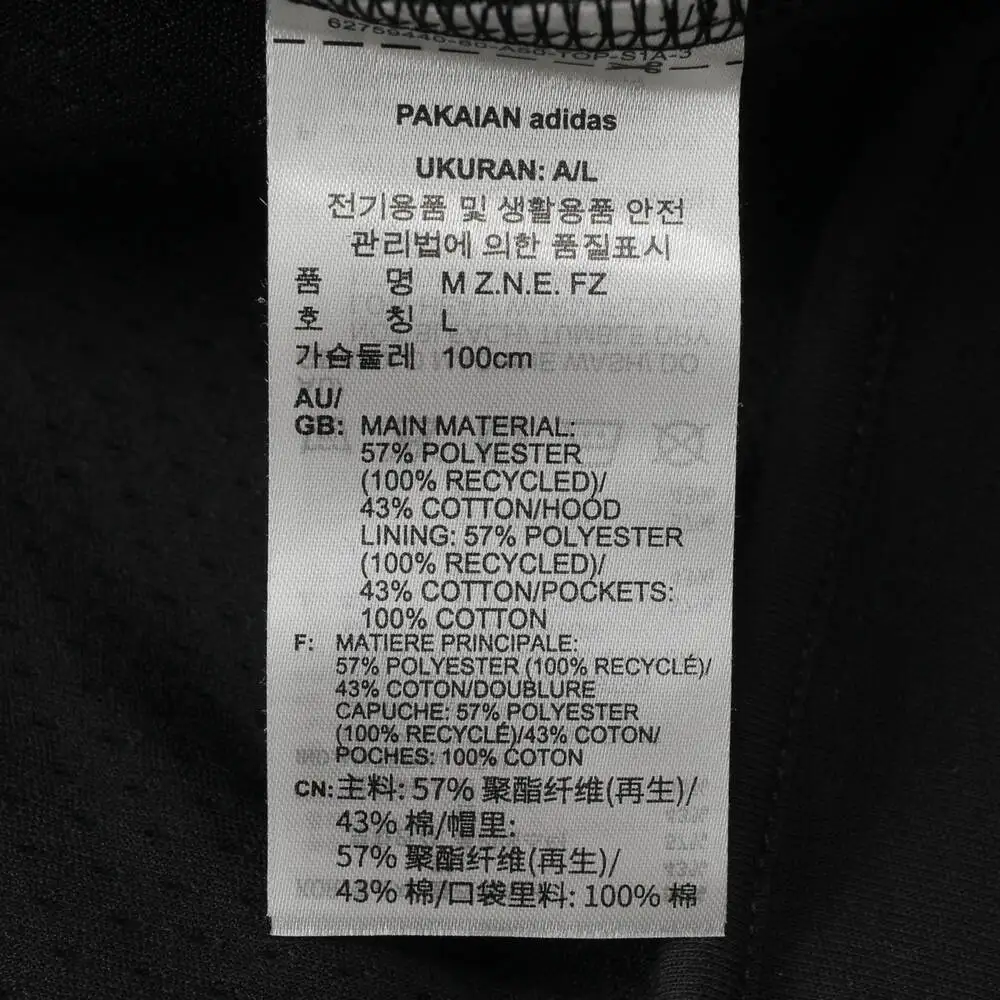 PAKAIAN adidas
UKURAN: A/L
전기용품 및 생활용품 안전
관리법에 의한 품질표시
품 명 M Z.N.E. FZ
호 칭 L
가슴둘레 100cm
AU/
GB: MAIN MATERIAL:
57% POLYESTER
(100% RECYCLED)/
43% COTTON/HOOD
LINING: 57% POLYESTER
(100% RECYCLED)/
43% COTTON/POCKETS:
100% COTTON
F: MATIERE PRINCIPALE:
57% POLYESTER (100% RECYCLÉ)/
43% COTON/DOUBLURE
CAPUCHE: 57% POLYESTER
(100% RECYCLÉ)/43% COTON/
POCHES: 100% COTON
CN: 主料: 57% 聚酯纤维(再生)/
43% 棉/帽里:
57% 聚酯纤维(再生)/
43% 棉/口袋里料: 100% 棉